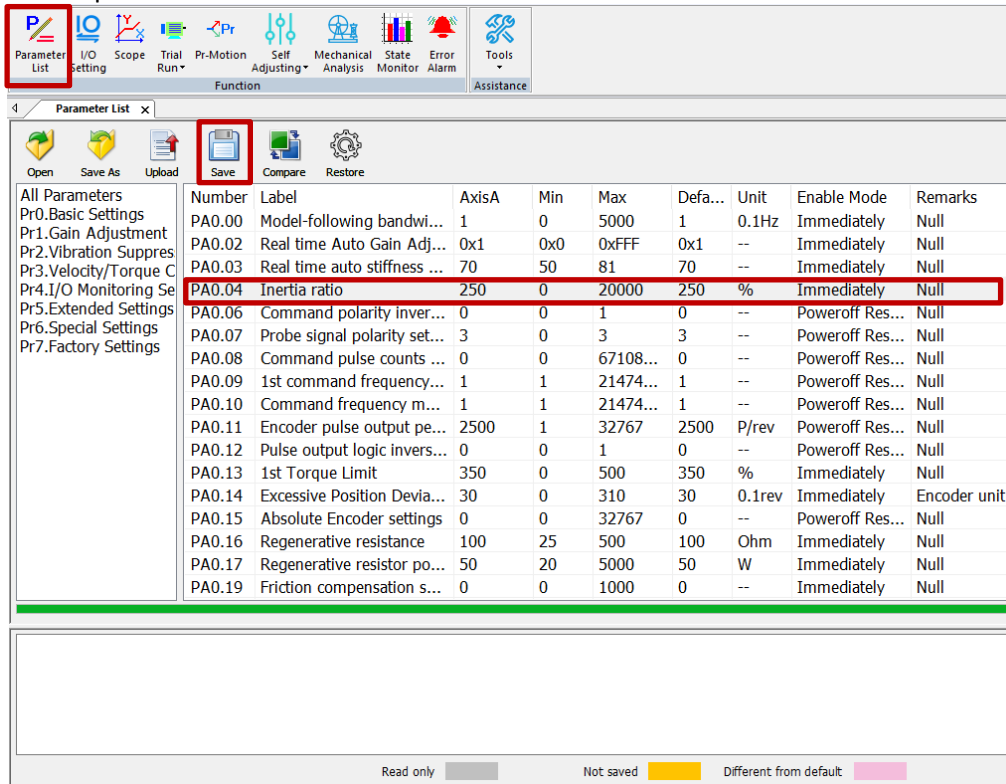 Parameter List I/O Setting Scope Trial Run Pr-Motion Self Adjusting Mechanical Analysis State Monitor Error Alarm Tools
Function Assistance
Parameter List x
Open Save As Upload Save Compare Restore
All Parameters
Pr0.Basic Settings
Pr1.Gain Adjustment
Pr2.Vibration Suppres
Pr3.Velocity/Torque C
Pr4.I/O Monitoring Se
Pr5.Extended Settings
Pr6.Special Settings
Pr7.Factory Settings
Number Label AxisA Min Max Defa... Unit Enable Mode Remarks
PA0.00 Model-following bandwi... 1 0 5000 1 0.1Hz Immediately Null
PA0.02 Real time Auto Gain Adj... 0x1 0x0 0xFFF 0x1 -- Immediately Null
PA0.03 Real time auto stiffness ... 70 50 81 70 -- Immediately Null
PA0.04 Inertia ratio 250 0 20000 250 % Immediately Null
PA0.06 Command polarity inver... 0 0 1 0 -- Poweroff Res... Null
PA0.07 Probe signal polarity set... 3 0 3 3 -- Poweroff Res... Null
PA0.08 Command pulse counts ... 0 0 67108... 0 -- Poweroff Res... Null
PA0.09 1st command frequency... 1 1 21474... 1 -- Poweroff Res... Null
PA0.10 Command frequency m... 1 1 21474... 1 -- Poweroff Res... Null
PA0.11 Encoder pulse output pe... 2500 1 32767 2500 P/rev Poweroff Res... Null
PA0.12 Pulse output logic invers... 0 0 1 0 -- Poweroff Res... Null
PA0.13 1st Torque Limit 350 0 500 350 % Immediately Null
PA0.14 Excessive Position Devia... 30 0 310 30 0.1rev Immediately Encoder unit
PA0.15 Absolute Encoder settings 0 0 32767 0 -- Poweroff Res... Null
PA0.16 Regenerative resistance 100 25 500 100 Ohm Immediately Null
PA0.17 Regenerative resistor po... 50 20 5000 50 W Immediately Null
PA0.19 Friction compensation s... 0 0 1000 0 -- Immediately Null
Read only Not saved Different from default